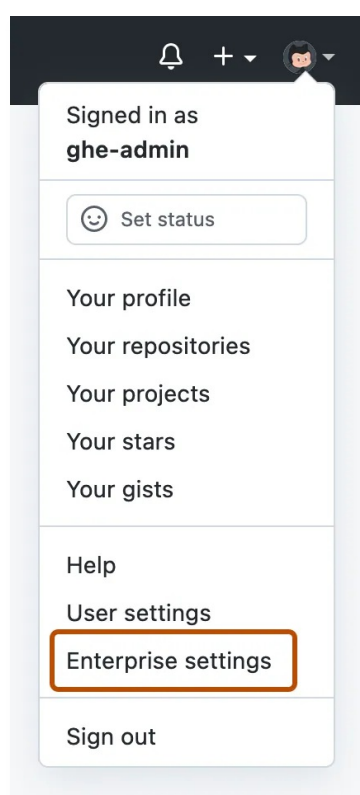 Signed in as
ghe-admin
Set status
Your profile
Your repositories
Your projects
Your stars
Your gists
Help
User settings
Enterprise settings
Sign out